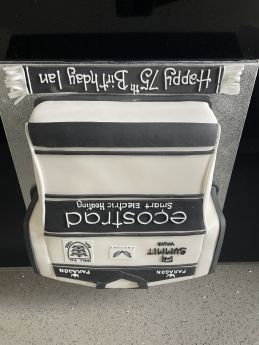 Happy 75th Birthday Ian
ecostrad
Smart Electric Heating
SUMMIT
PARAGON
PARAGON